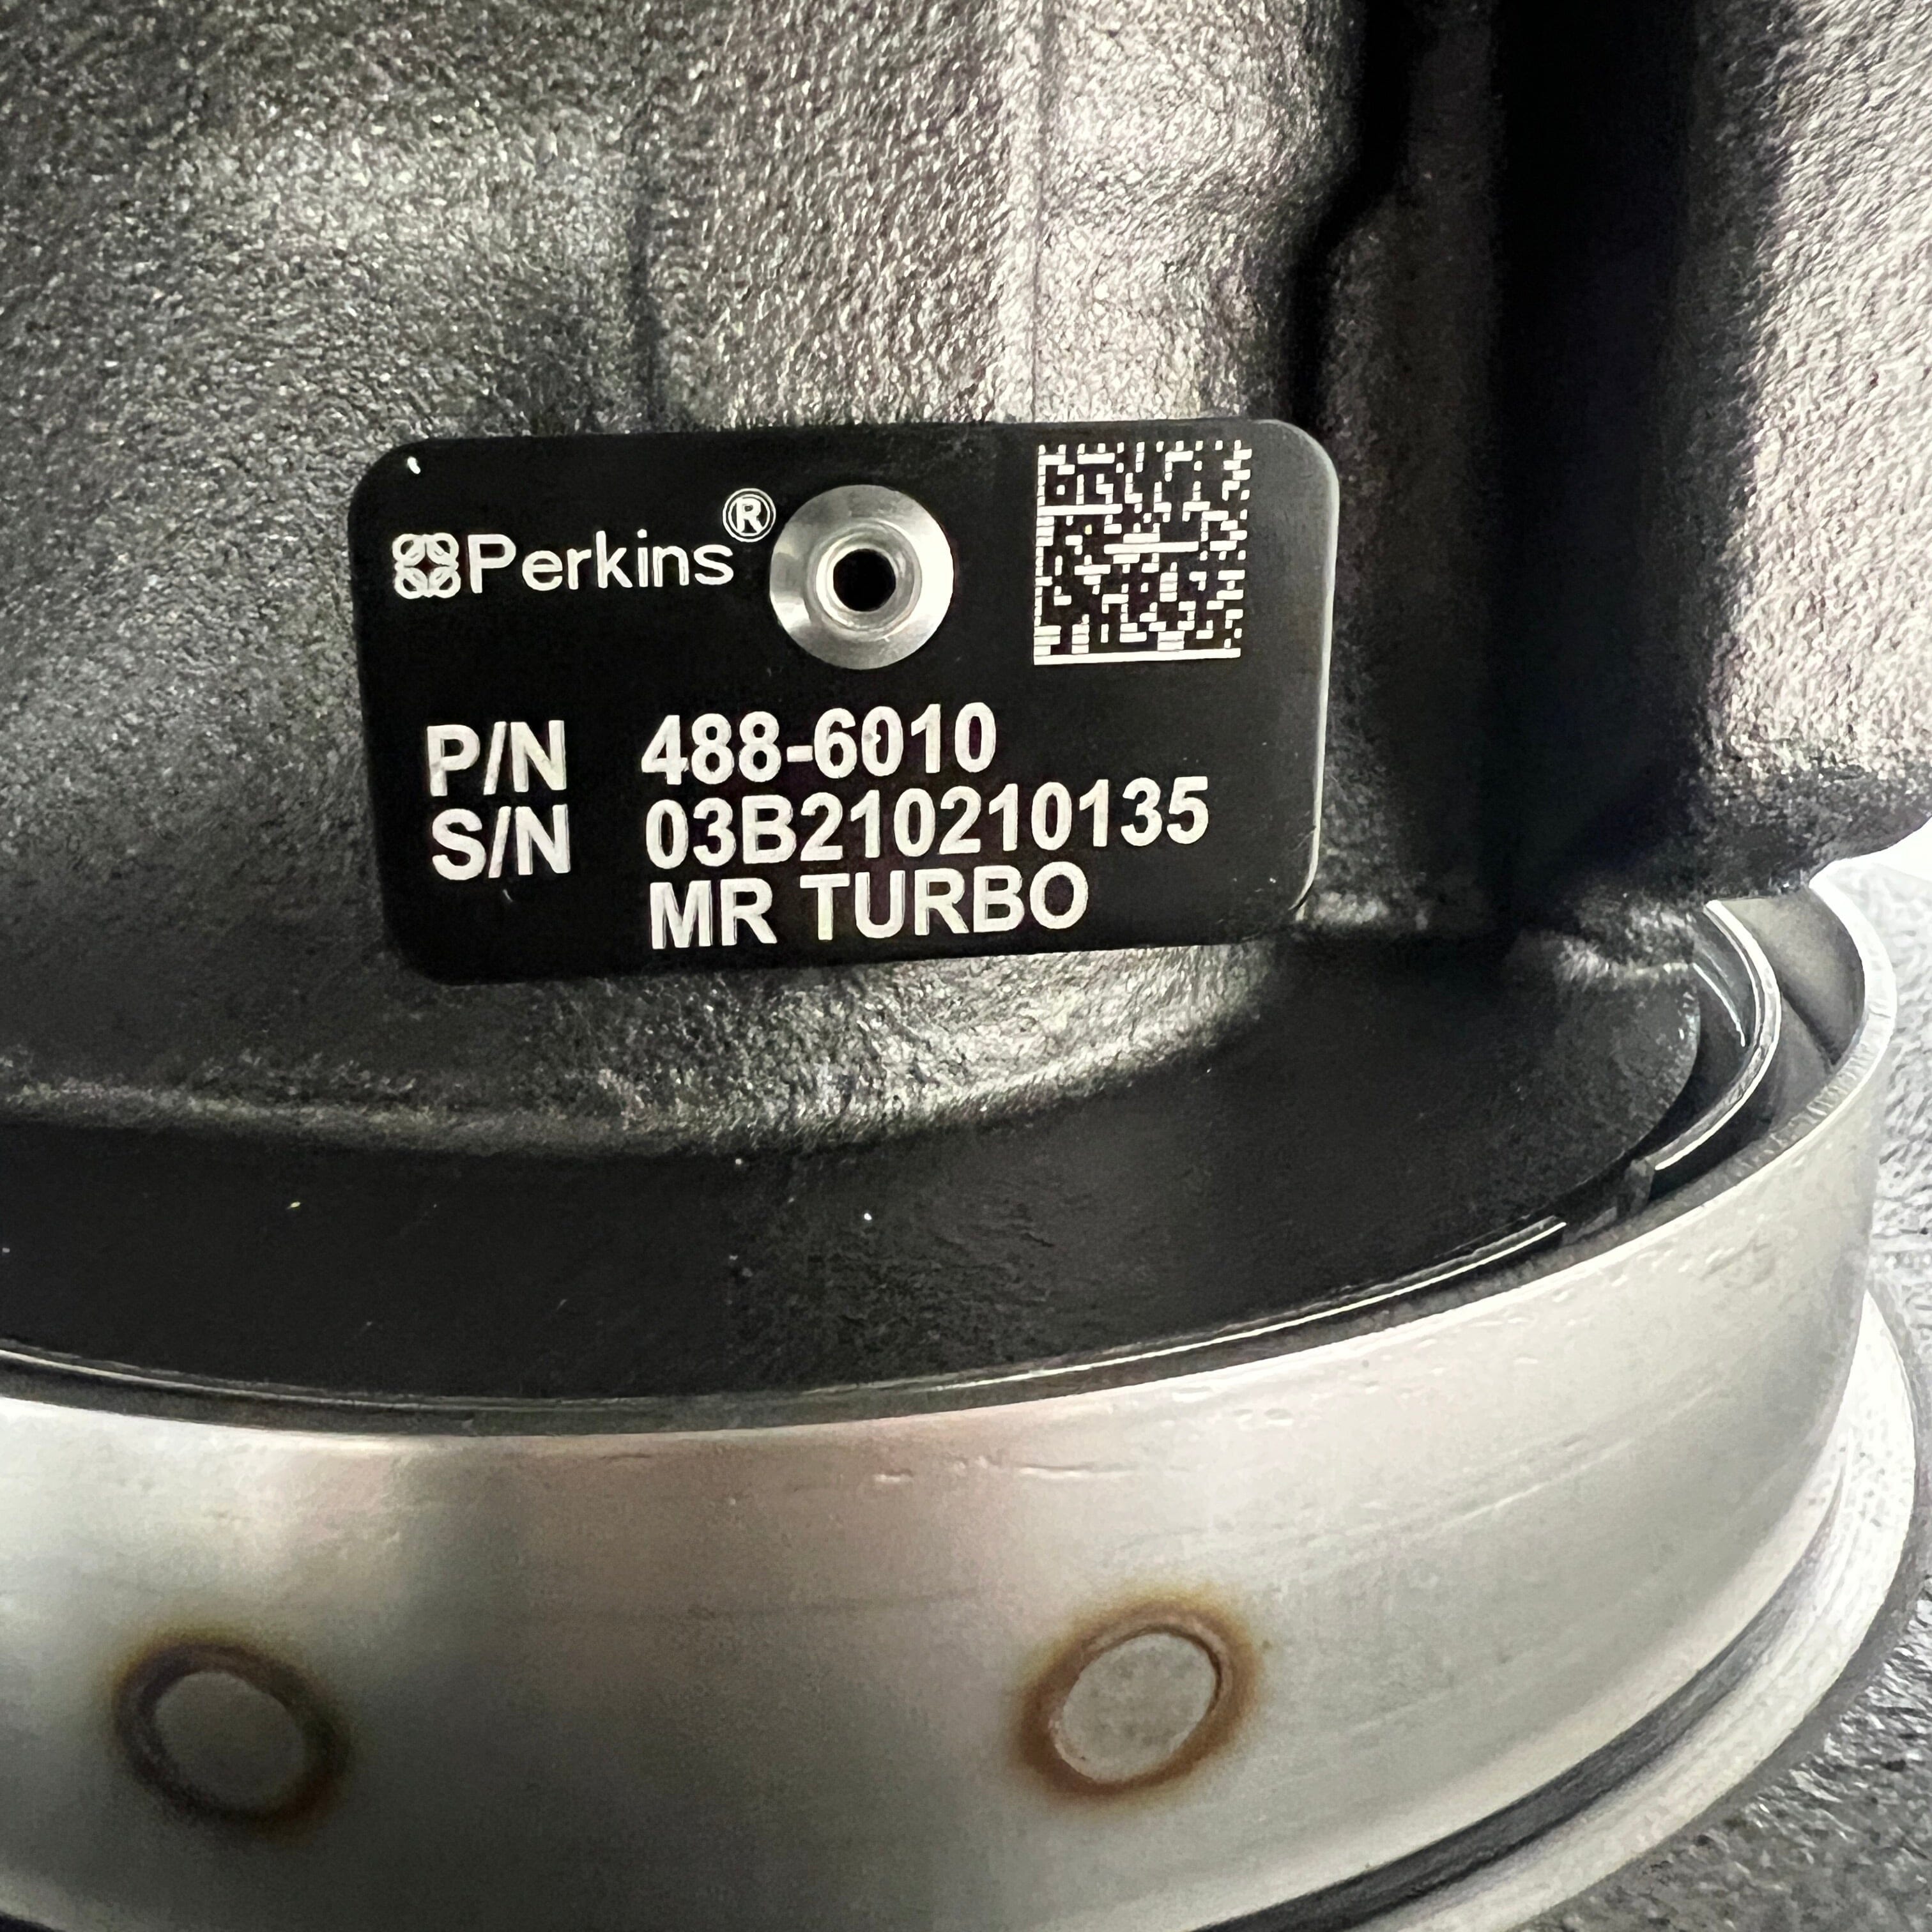 Perkins®
P/N 488-6010
S/N 03B210210135
MR TURBO